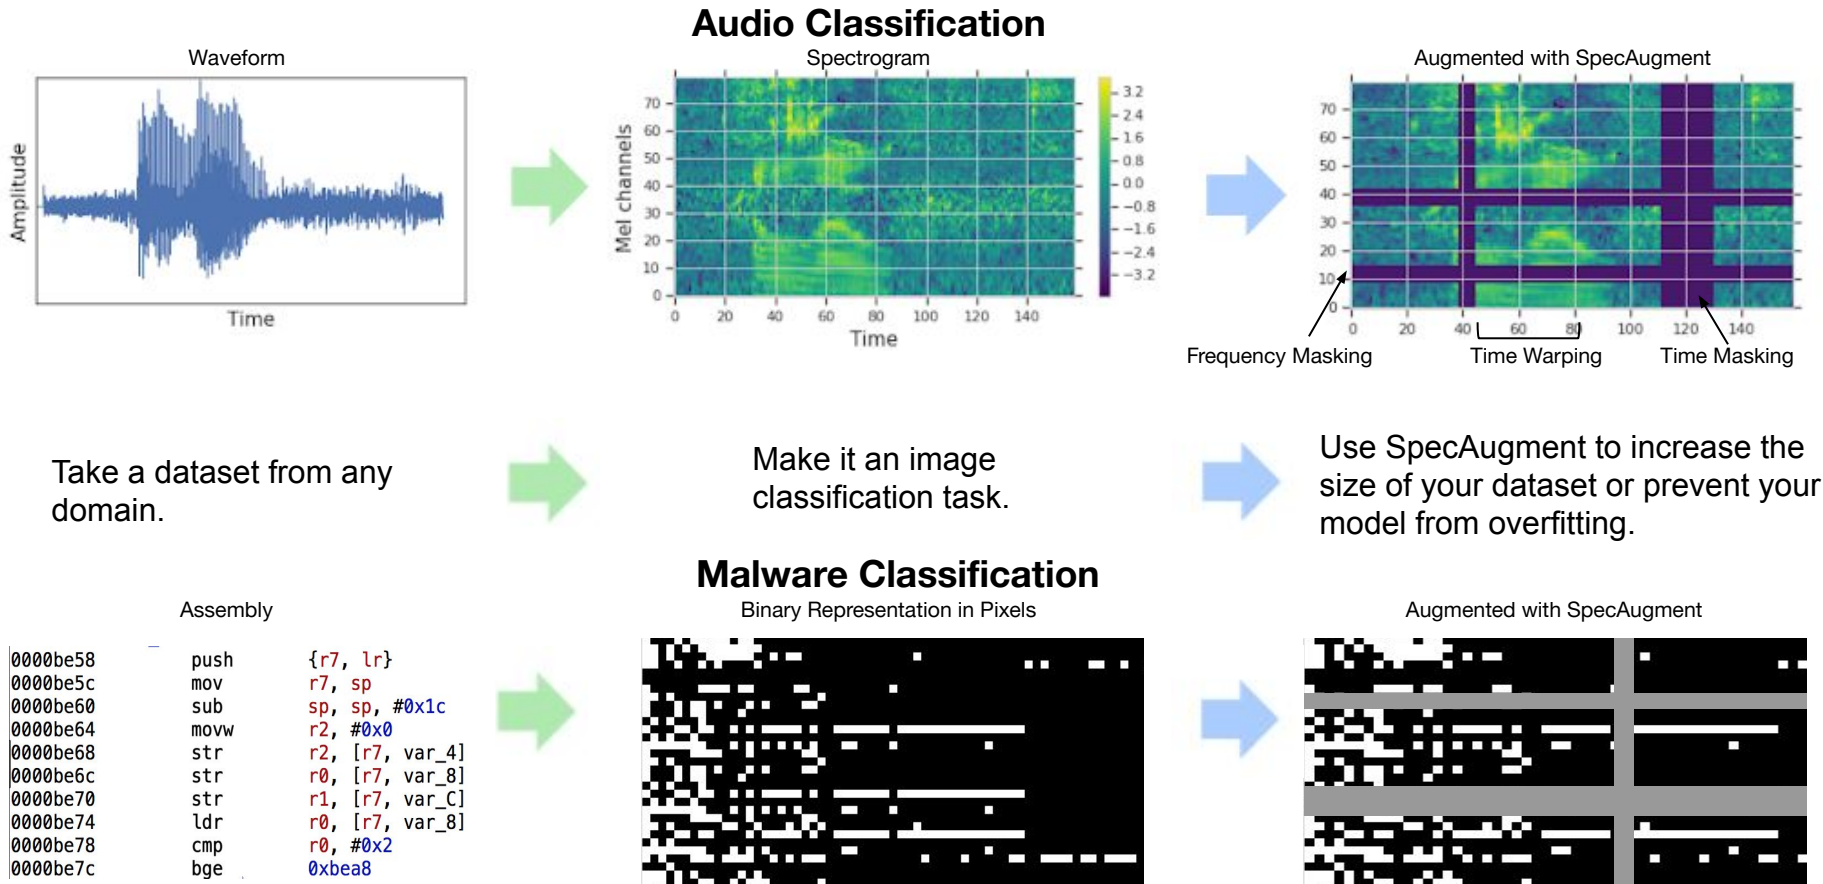 Audio Classification
Waveform
Amplitude
Time
Spectrogram
Mel channels
70
60
50
40
30
20
10
0
0 20 40 60 80 100 120 140
Time
3.2
2.4
1.6
0.8
0.0
−0.8
−1.6
−2.4
−3.2
Augmented with SpecAugment
70
60
50
40
30
20
10
0
0 20 40 60 80 100 120 140
Frequency Masking
Time Warping
Time Masking
Take a dataset from any
domain.
Make it an image
classification task.
Use SpecAugment to increase the
size of your dataset or prevent your
model from overfitting.
Malware Classification
Assembly
0000be58 push {r7, lr}
0000be5c mov r7, sp
0000be60 sub sp, sp, #0x1c
0000be64 movw r2, #0x0
0000be68 str r2, [r7, var_4]
0000be6c str r0, [r7, var_8]
0000be70 str r1, [r7, var_C]
0000be74 ldr r0, [r7, var_8]
0000be78 cmp r0, #0x2
0000be7c bge 0xbea8
Binary Representation in Pixels
Augmented with SpecAugment